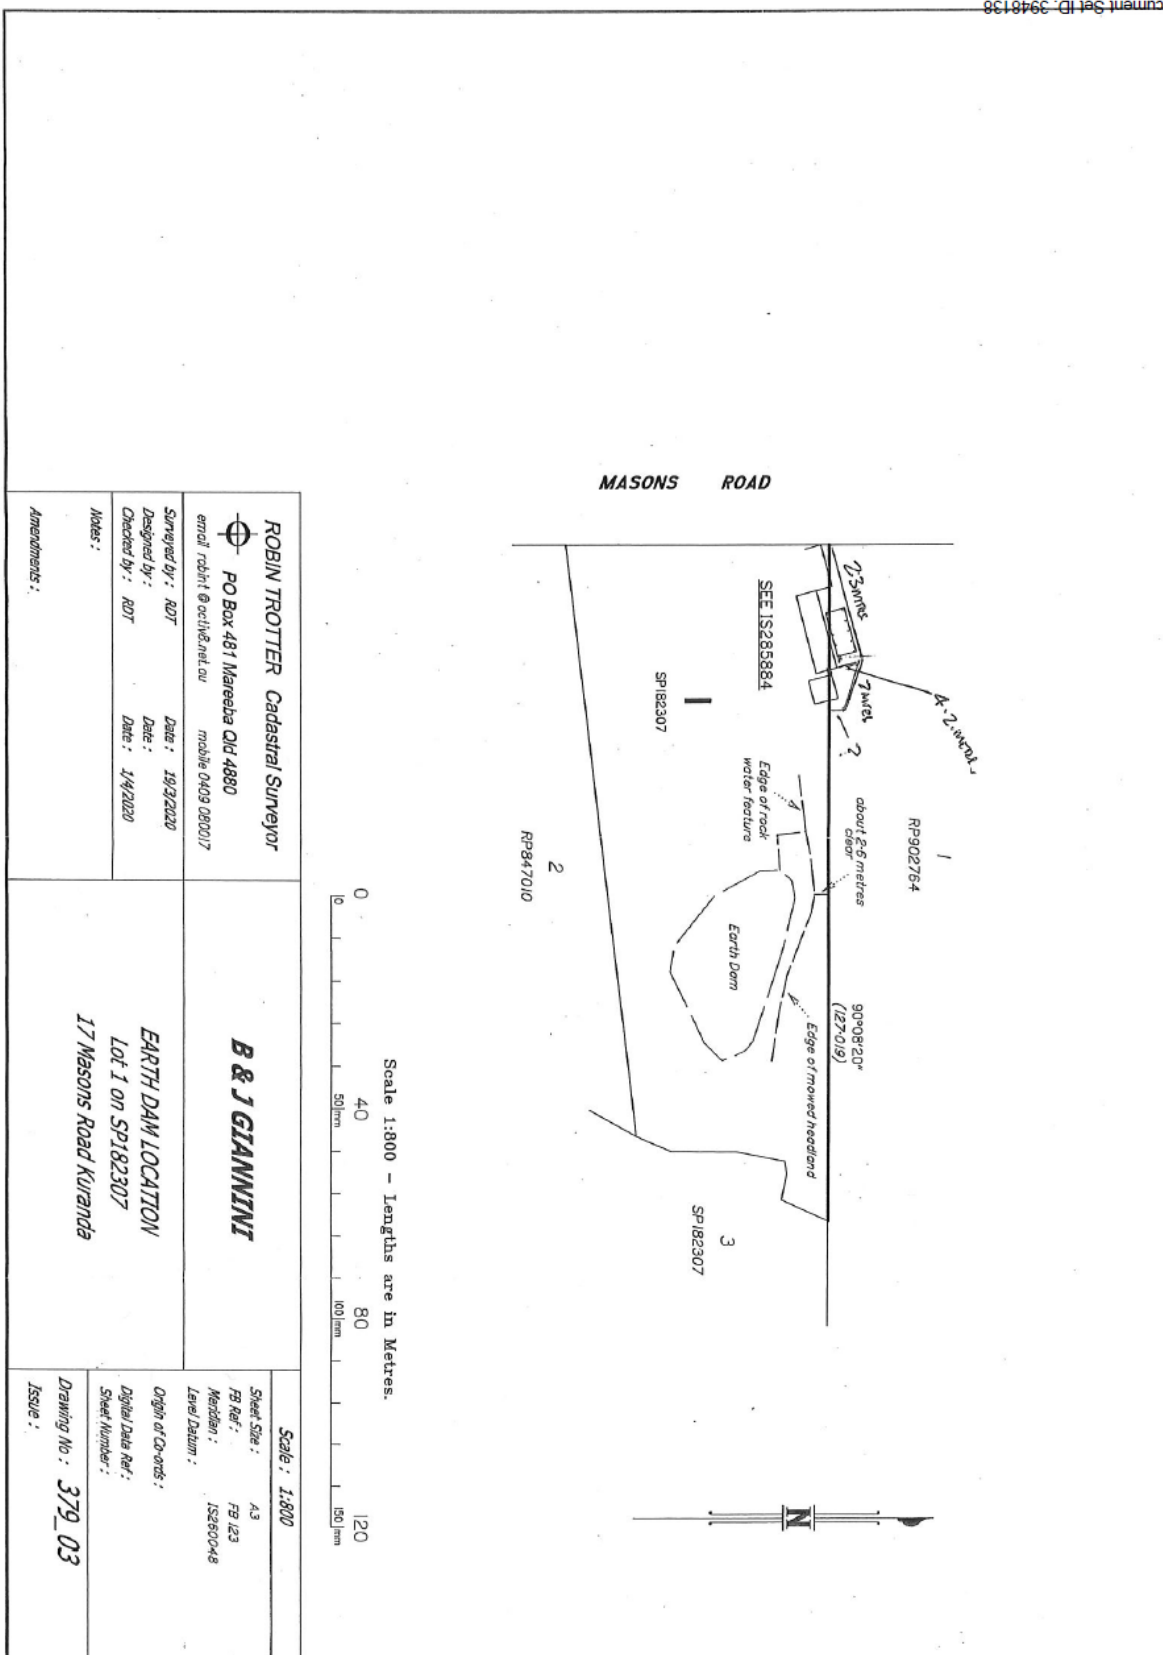 Document Set ID: 3948138
MASONS ROAD
23 mtres
7 mtres
4.2 metres
?
SEE IS285884
SP182307
1
1
RP902764
about 2·6 metres
clear
Edge of rock
water feature
Earth Dam
90°08'20"
(127·019)
Edge of mowed headland
2
RP847010
3
SP182307
N
Scale 1:800 - Lengths are in Metres.
0 40 80 120
0 50mm 100mm 150mm
ROBIN TROTTER Cadastral Surveyor
PO Box 481 Mareeba Qld 4880
email robint @ activ8.net.au mobile 0409 080017
Surveyed by : RDT Date : 19/3/2020
Designed by : Date :
Checked by : RDT Date : 1/4/2020
Notes :
Amendments :
B & J GIANNINI
EARTH DAM LOCATION
Lot 1 on SP182307
17 Masons Road Kuranda
Scale : 1:800
Sheet Size : A3
FB Ref : FB 123
Meridian : IS260048
Level Datum :
Origin of Co-ords :
Digital Data Ref :
Sheet Number :
Drawing No : 379_03
Issue :